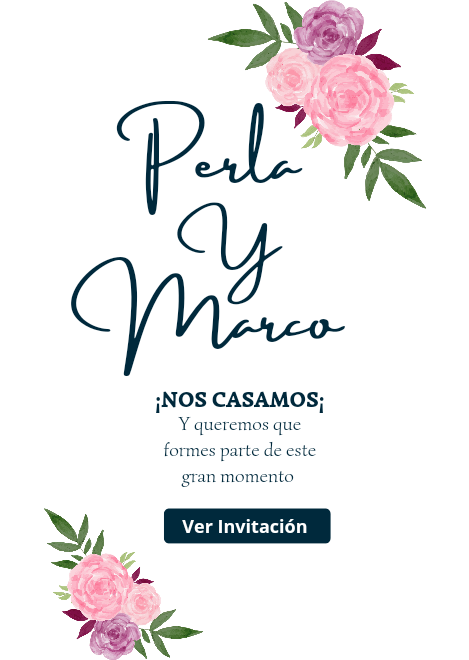 Perla
Y
Marco
¡NOS CASAMOS¡
Y queremos que
formes parte de este
gran momento
Ver Invitación